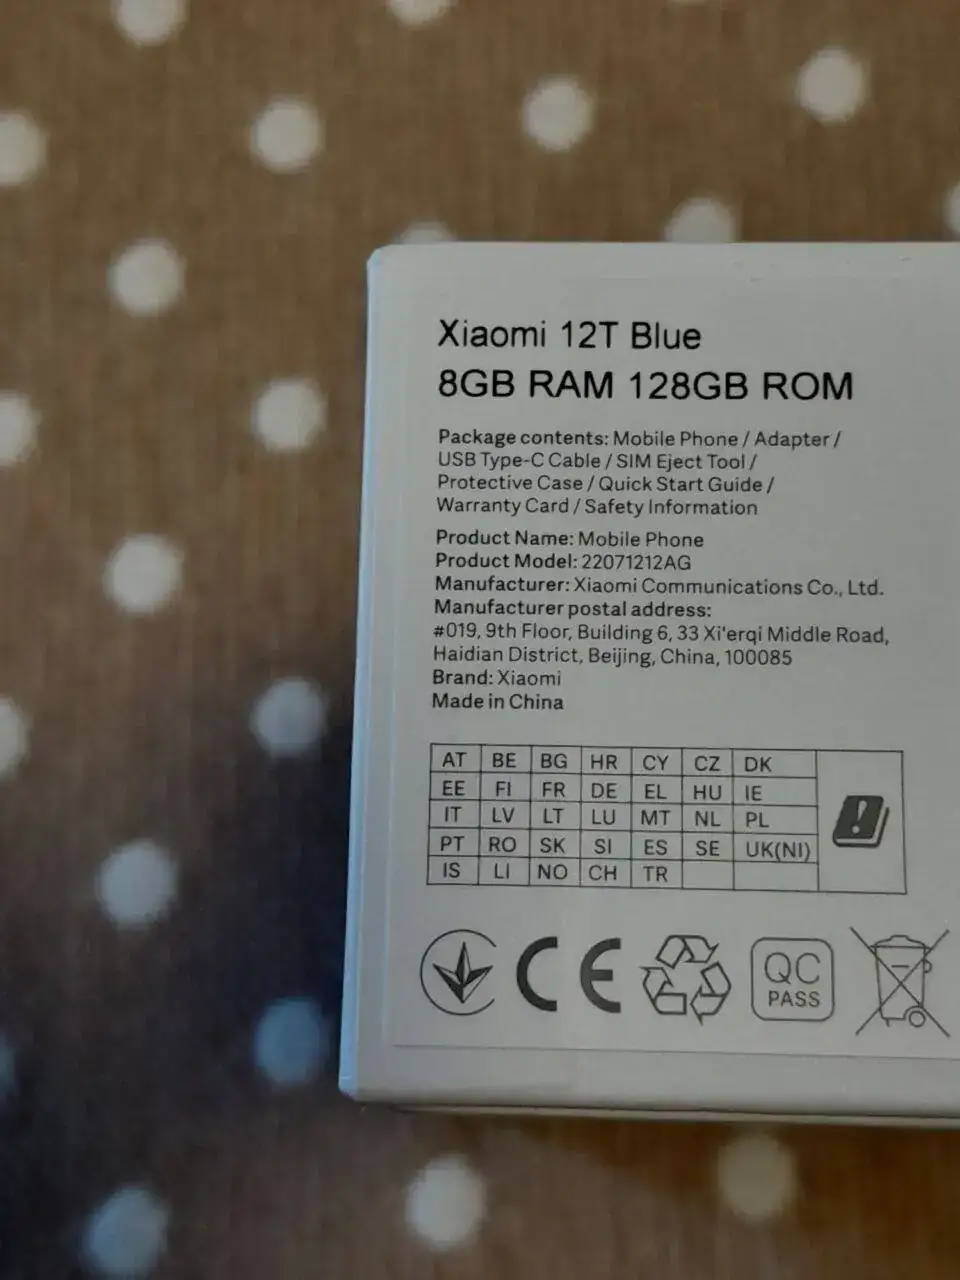 Xiaomi 12T Blue
8GB RAM 128GB ROM
Package contents: Mobile Phone / Adapter /
USB Type-C Cable / SIM Eject Tool /
Protective Case / Quick Start Guide /
Warranty Card / Safety Information
Product Name: Mobile Phone
Product Model: 22071212AG
Manufacturer: Xiaomi Communications Co., Ltd.
Manufacturer postal address:
#019, 9th Floor, Building 6, 33 Xi'erqi Middle Road,
Haidian District, Beijing, China, 100085
Brand: Xiaomi
Made in China
AT BE BG HR CY CZ DK
EE FI FR DE EL HU IE
IT LV LT LU MT NL PL
PT RO SK SI ES SE UK(NI)
IS LI NO CH TR
CE
QC
PASS